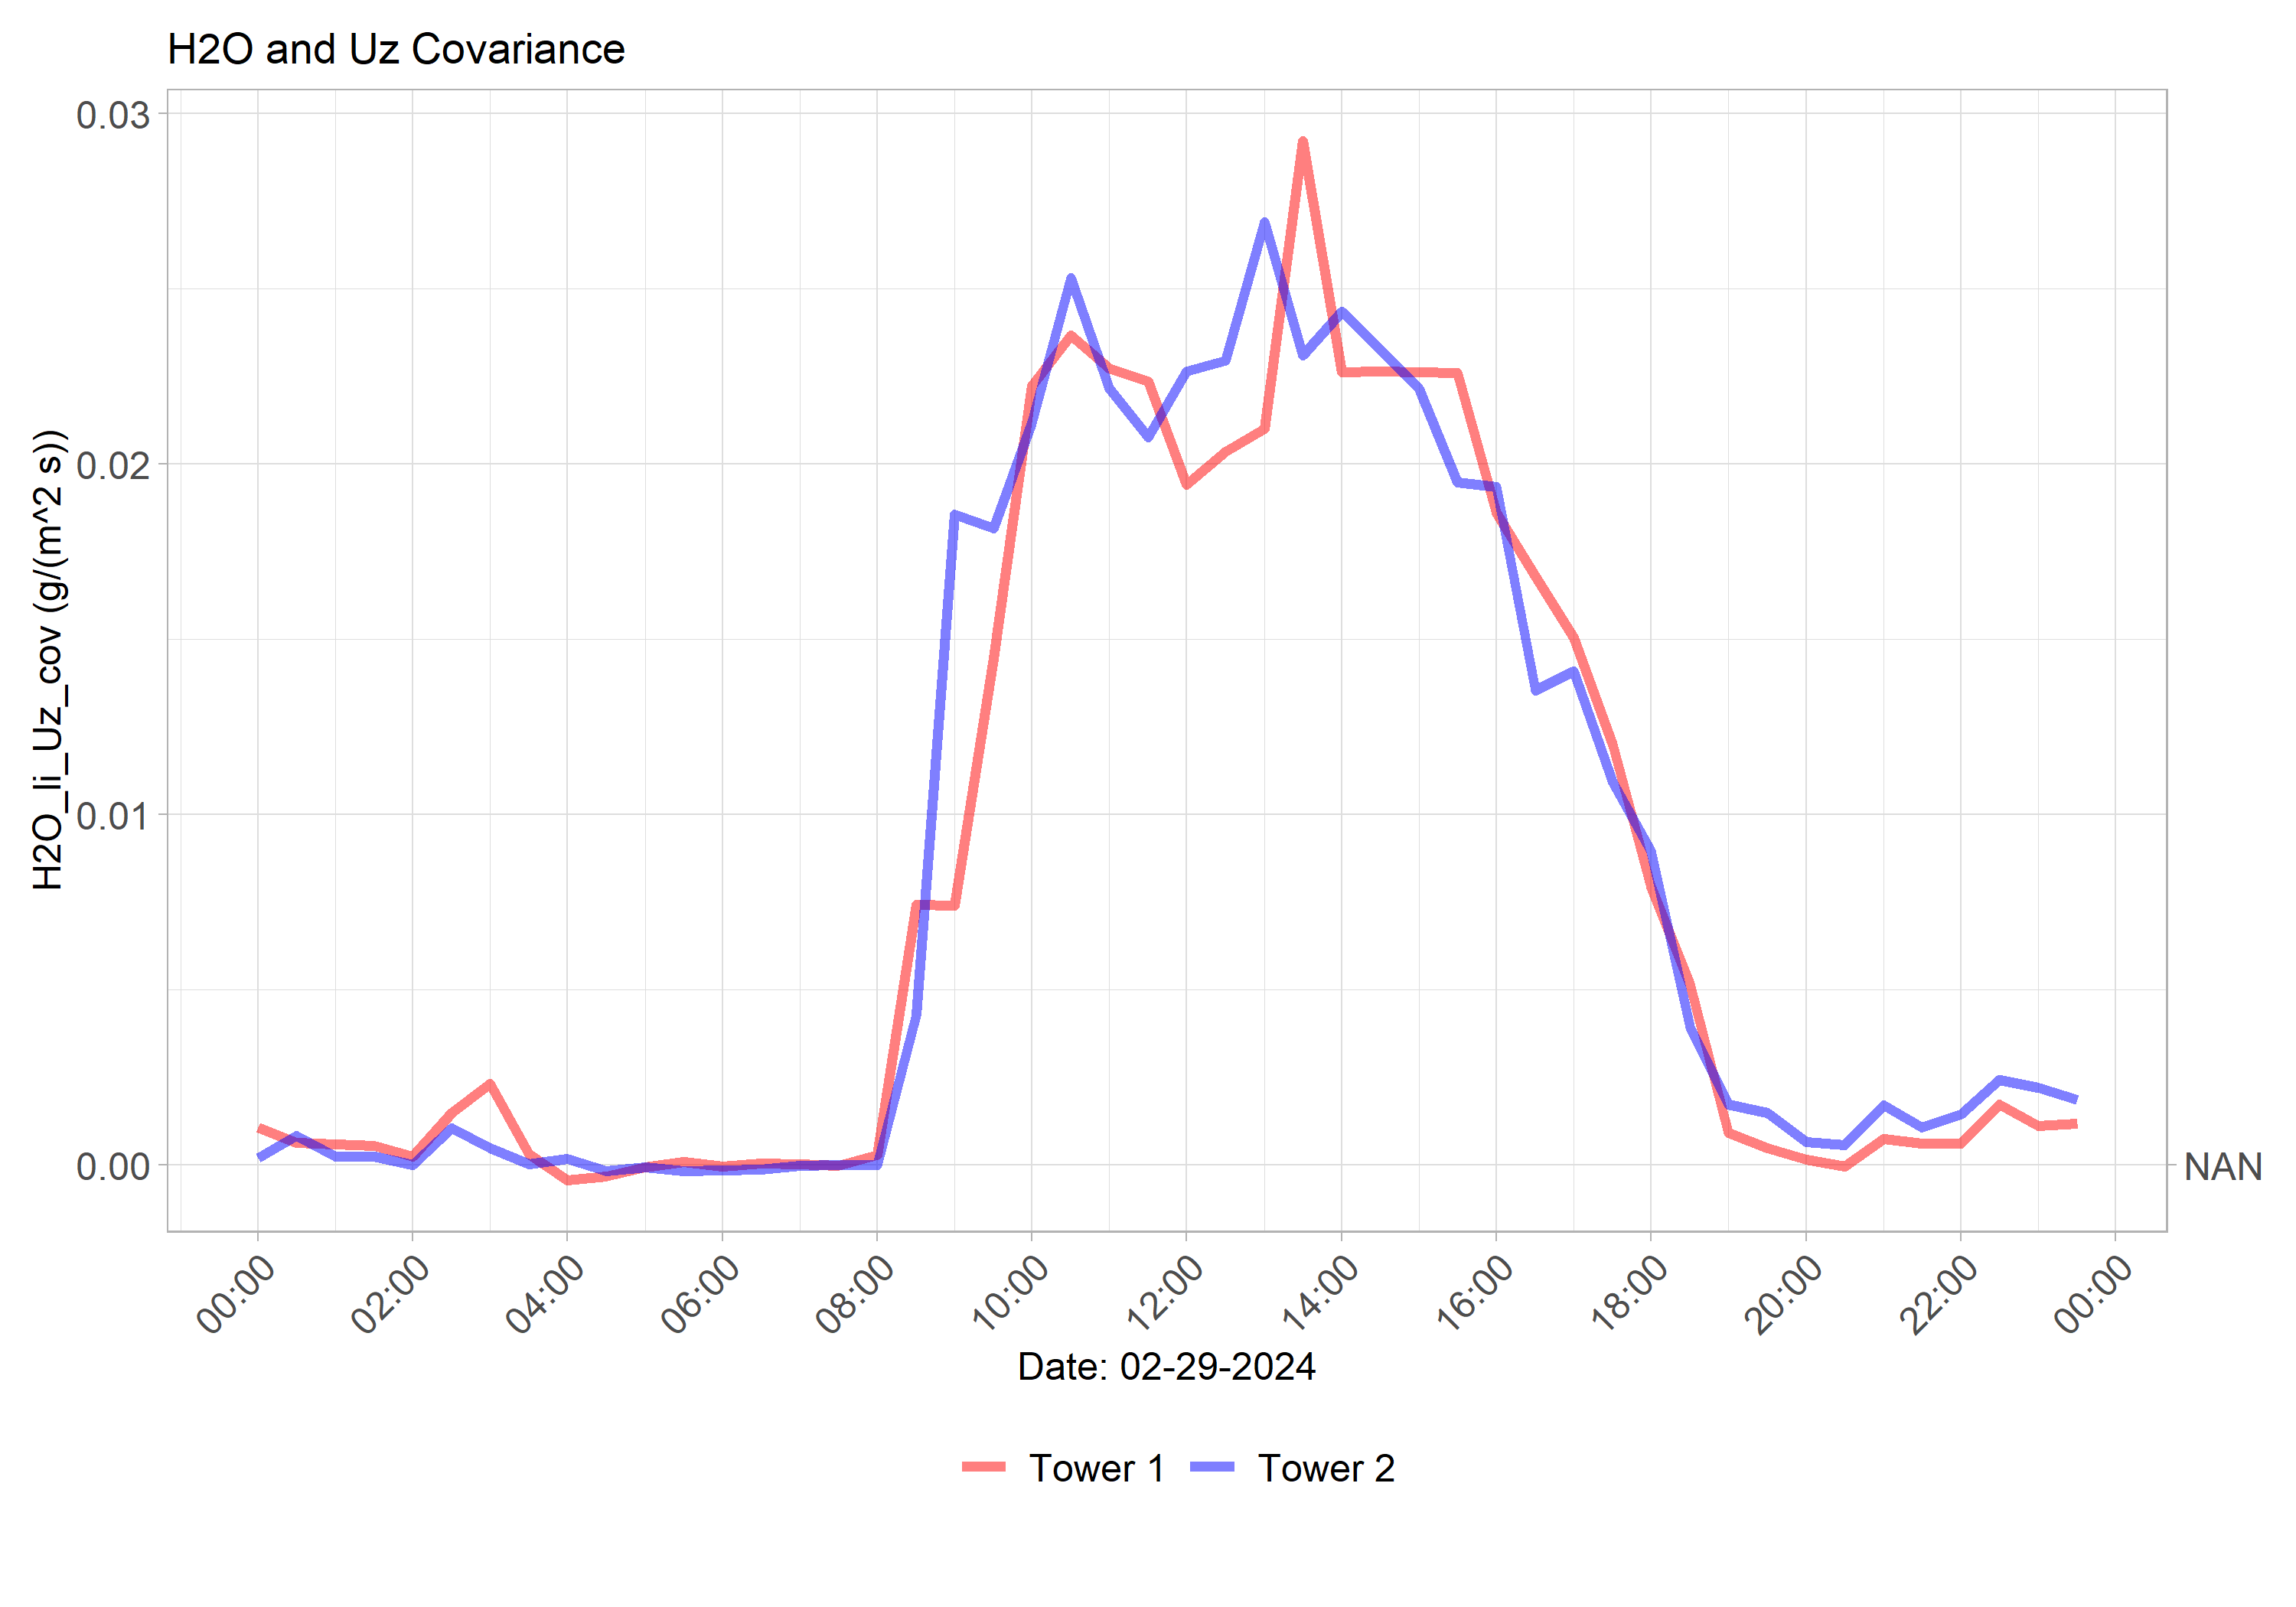 H2O and Uz Covariance
H2O_li_Uz_cov (g/(m^2 s))
0.03
0.02
0.01
0.00
NAN
00:00
02:00
04:00
06:00
08:00
10:00
12:00
14:00
16:00
18:00
20:00
22:00
00:00
Date: 02-29-2024
Tower 1
Tower 2